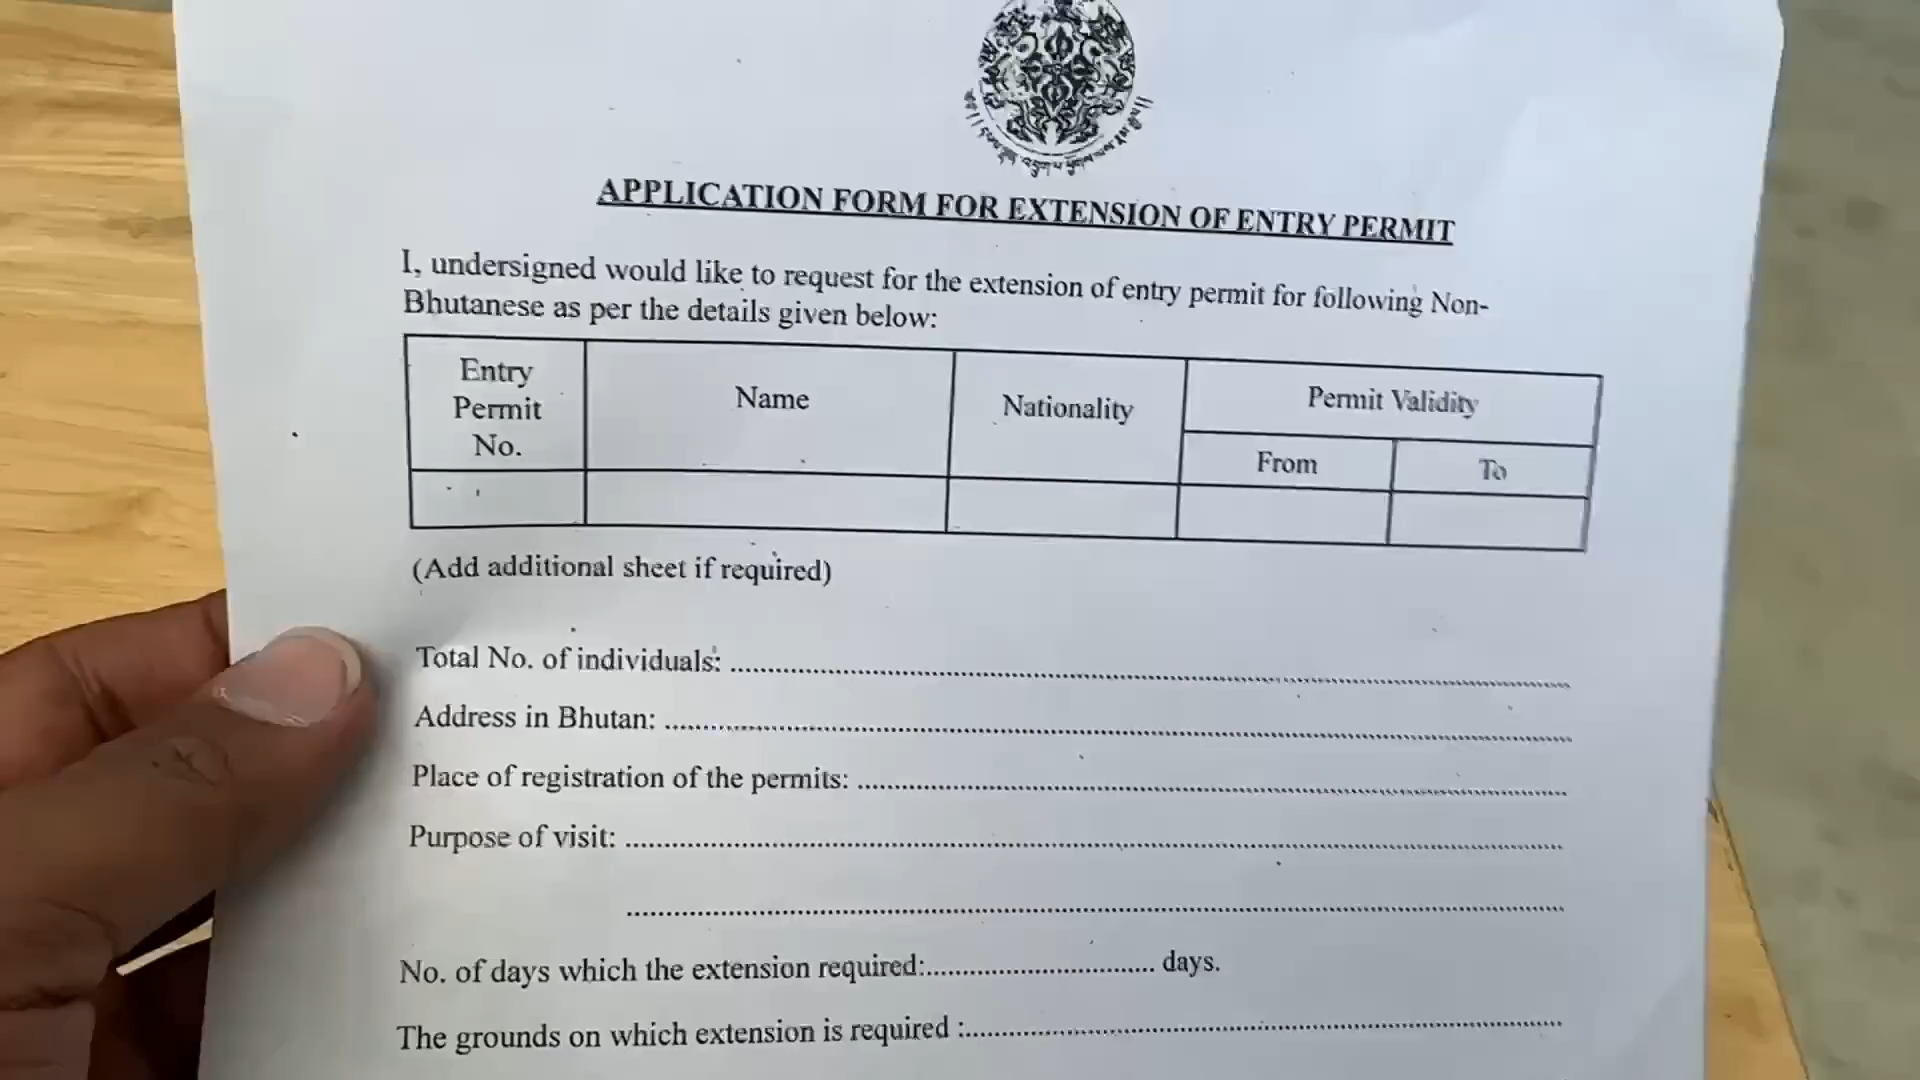 APPLICATION FORM FOR EXTENSION OF ENTRY PERMIT
I, undersigned would like to request for the extension of entry permit for following Non-
Bhutanese as per the details given below:
Entry
Permit
No.
Name
Nationality
Permit Validity
From
To
(Add additional sheet if required)
Total No. of individuals: ........................................
Address in Bhutan: ........................................
Place of registration of the permits: ........................................
Purpose of visit: ........................................
........................................
No. of days which the extension required:.............................. days.
The grounds on which extension is required :........................................